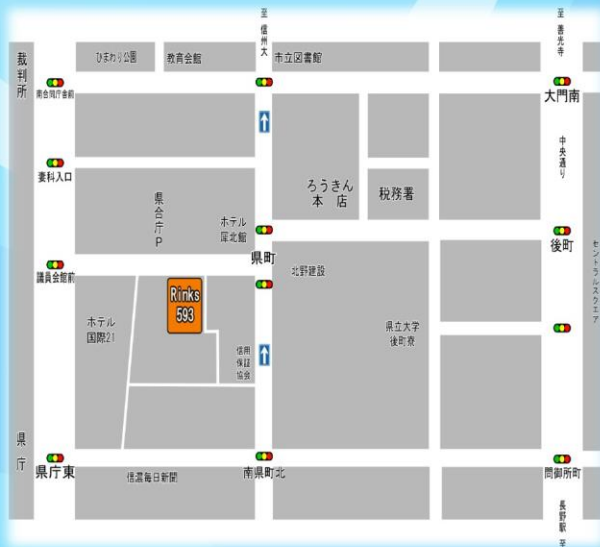 至 信州大
至 善光寺
裁判所
ひまわり公園
教育会館
市立図書館
南合同庁舎前
大門南
中央通り
妻科入口
県合庁P
ホテル
犀北館
ろうきん
本店
税務署
県町
後町
セントラルスクエア
議員会館前
北野建設
Rinks
593
ホテル
国際21
信用
保証
協会
県立大学
後町寮
県庁
県庁東
信濃毎日新聞
南県町北
問御所町
長野駅 至